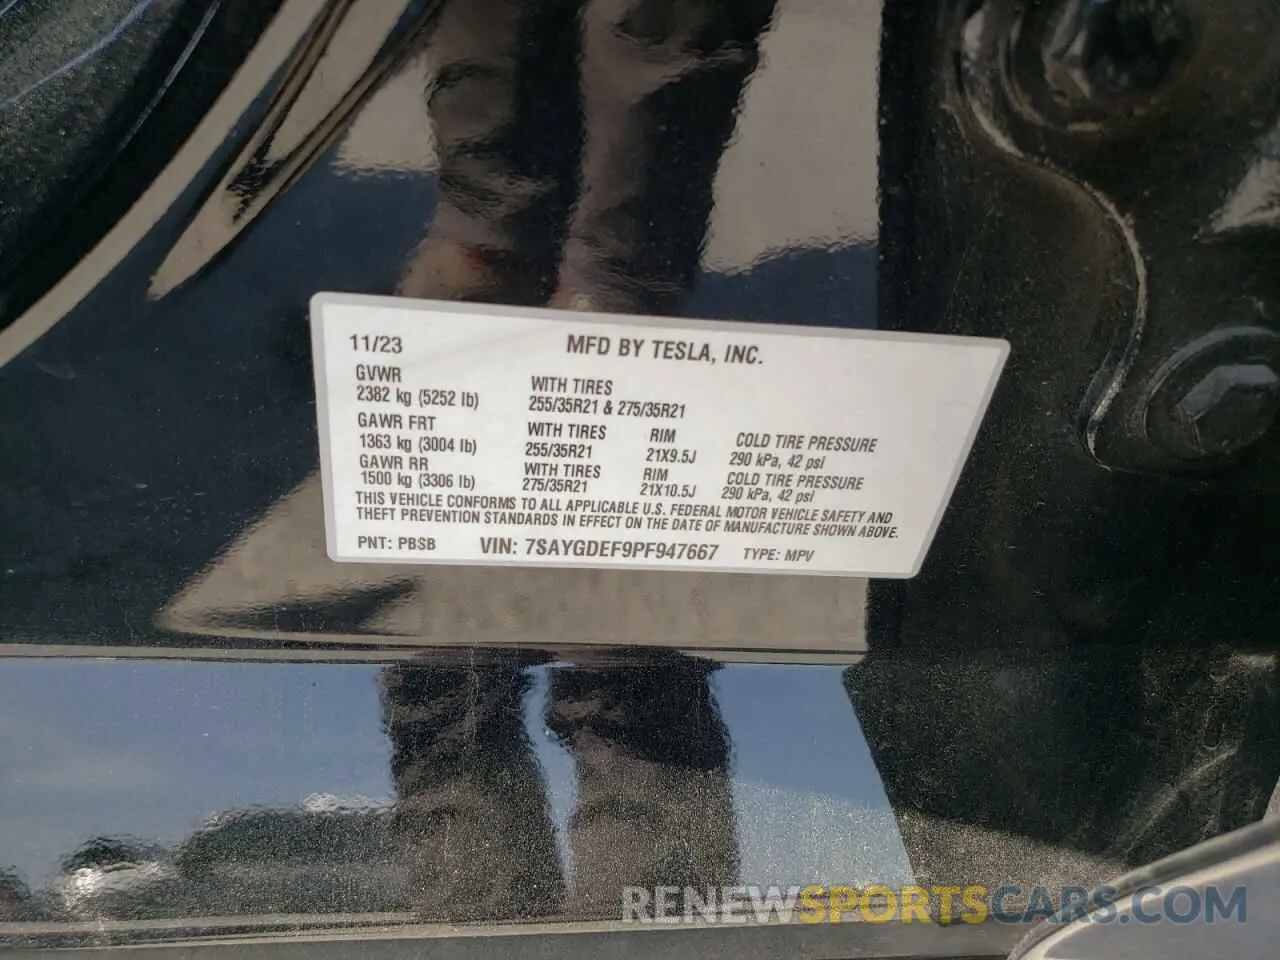 11/23 MFD BY TESLA, INC.
GVWR
2382 kg (5252 lb)
WITH TIRES
255/35R21 & 275/35R21
GAWR FRT
1363 kg (3004 lb)
WITH TIRES
255/35R21
RIM
21X9.5J
COLD TIRE PRESSURE
290 kPa, 42 psi
GAWR RR
1500 kg (3306 lb)
WITH TIRES
275/35R21
RIM
21X10.5J
COLD TIRE PRESSURE
290 kPa, 42 psi
THIS VEHICLE CONFORMS TO ALL APPLICABLE U.S. FEDERAL MOTOR VEHICLE SAFETY AND
THEFT PREVENTION STANDARDS IN EFFECT ON THE DATE OF MANUFACTURE SHOWN ABOVE.
PNT: PBSB VIN: 7SAYGDEF9PF947667 TYPE: MPV
RENEWSPORTSCARS.COM